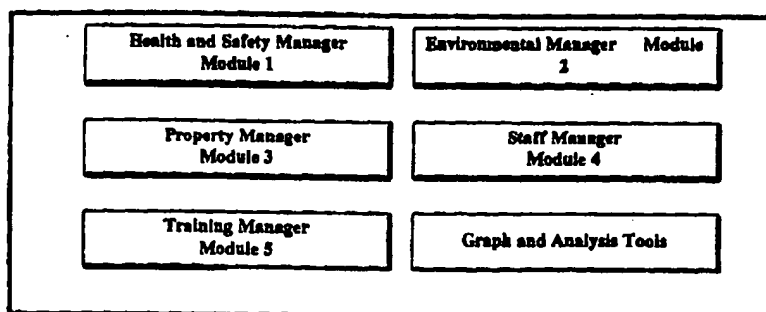 Health and Safety Manager
Module 1
Environmental Manager Module
2
Property Manager
Module 3
Staff Manager
Module 4
Training Manager
Module 5
Graph and Analysis Tools